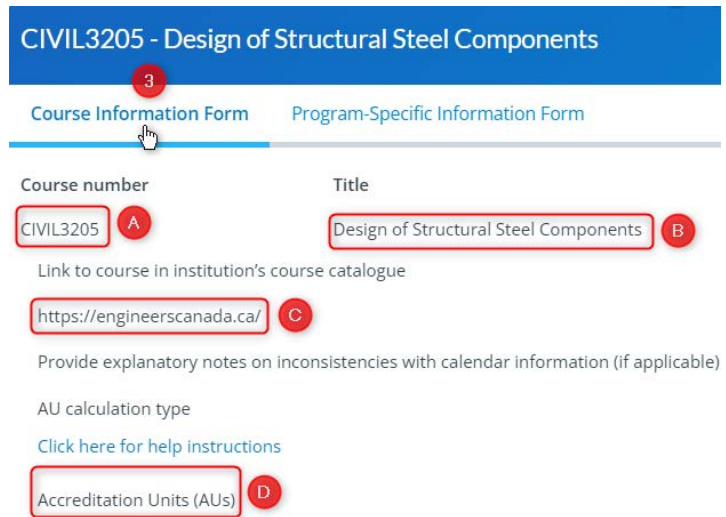 CIVIL3205 - Design of Structural Steel Components
3
Course Information Form Program-Specific Information Form
Course number Title
CIVIL3205 A Design of Structural Steel Components B
Link to course in institution's course catalogue
https://engineerscanada.ca/ C
Provide explanatory notes on inconsistencies with calendar information (if applicable)
AU calculation type
Click here for help instructions
Accreditation Units (AUs) D